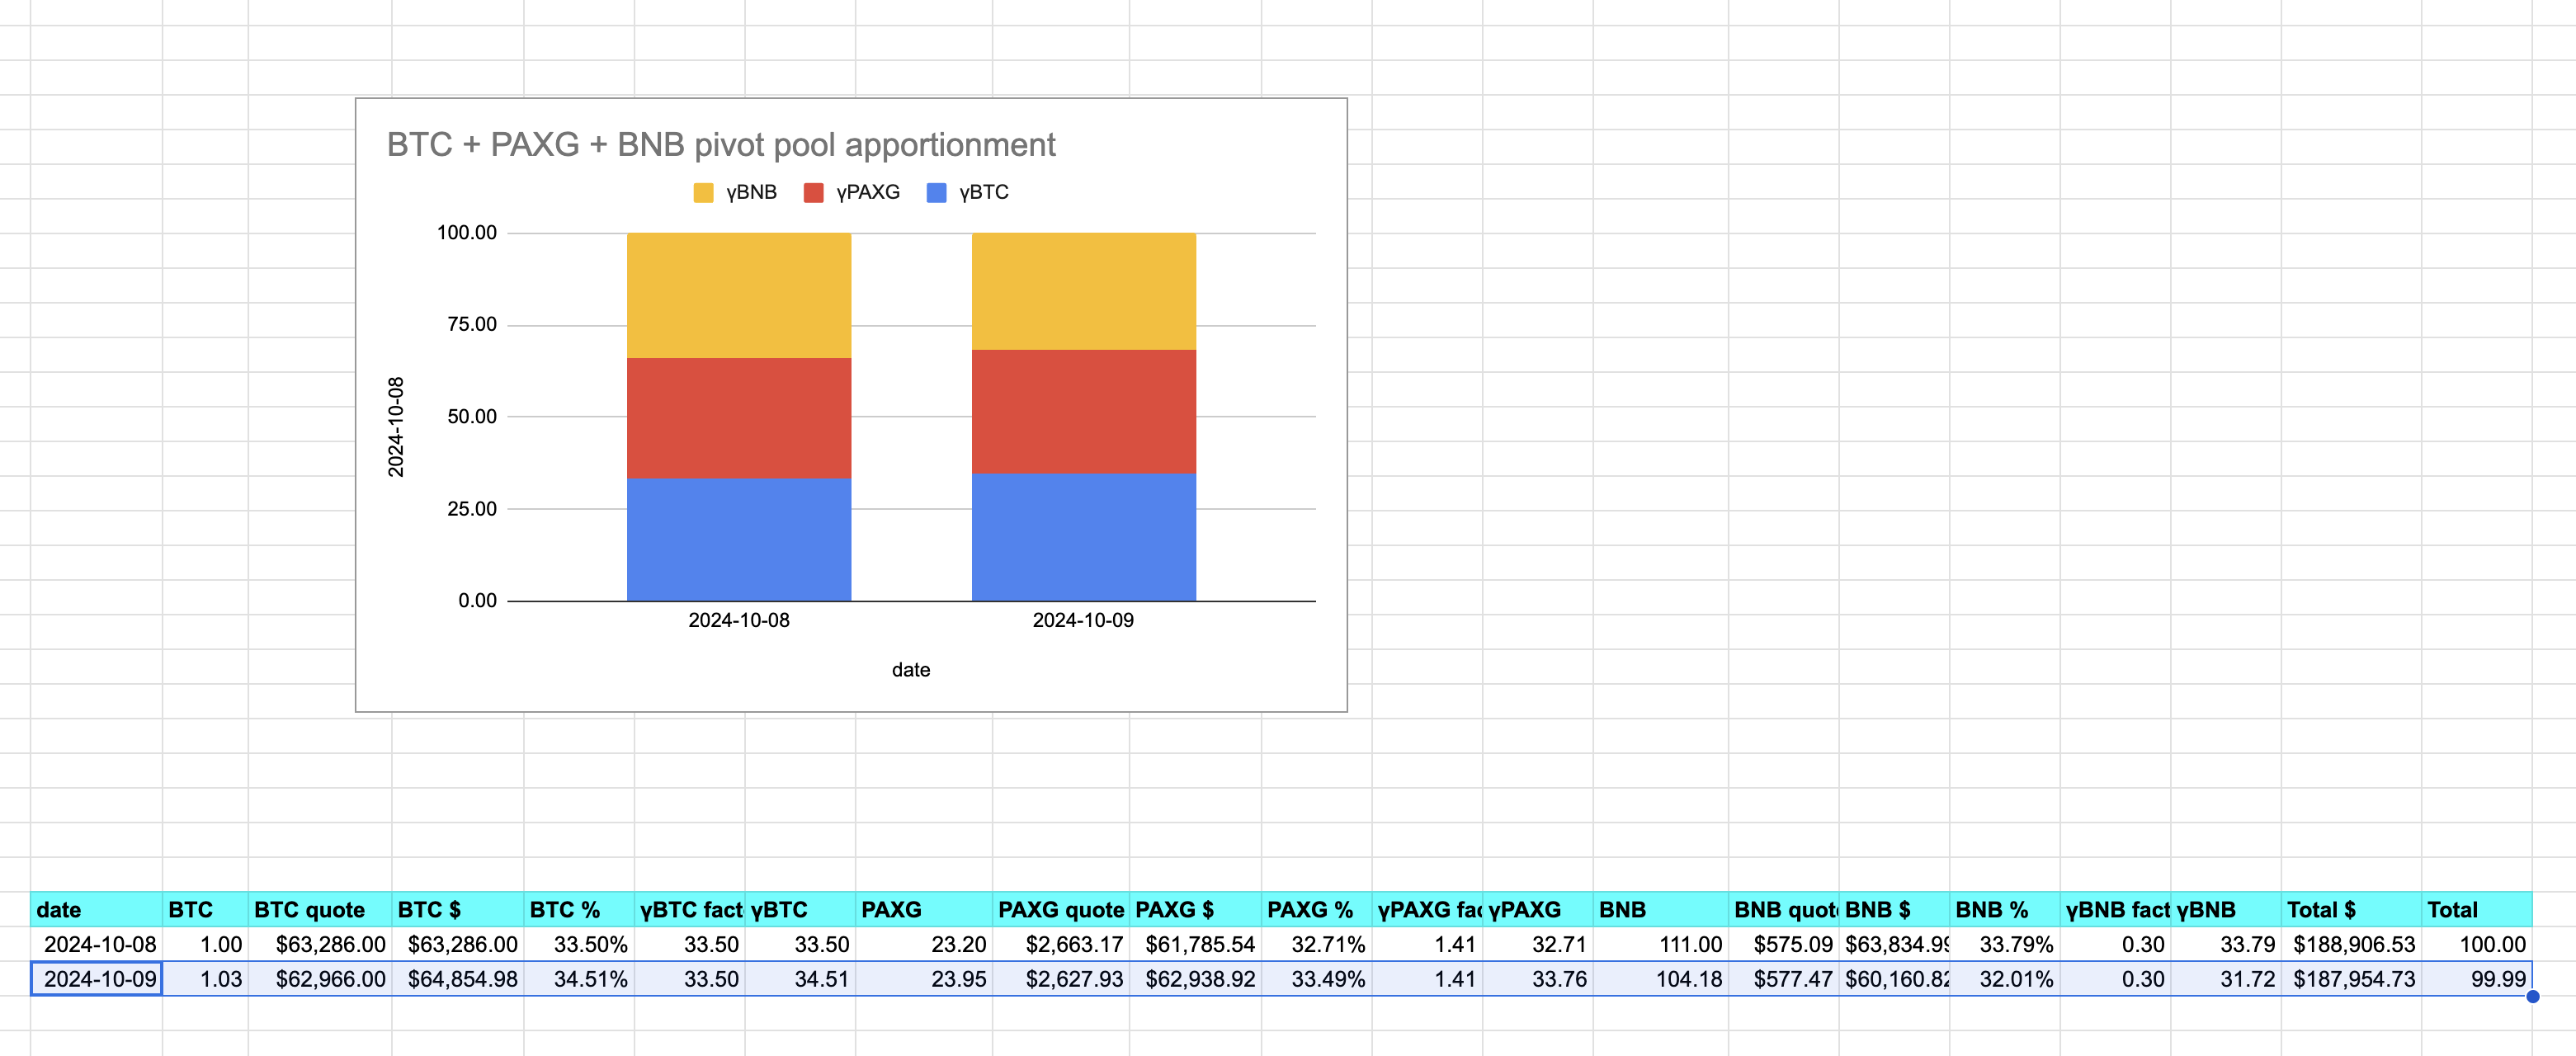 BTC + PAXG + BNB pivot pool apportionment
γBNB γPAXG γBTC
100.00
75.00
50.00
25.00
0.00
2024-10-08
2024-10-08 2024-10-09
date
date BTC BTC quote BTC $ BTC % γBTC fact γBTC PAXG PAXG quote PAXG $ PAXG % γPAXG fac γPAXG BNB BNB quot BNB $ BNB % γBNB fact γBNB Total $ Total
2024-10-08 1.00 $63,286.00 $63,286.00 33.50% 33.50 33.50 23.20 $2,663.17 $61,785.54 32.71% 1.41 32.71 111.00 $575.09 $63,834.99 33.79% 0.30 33.79 $188,906.53 100.00
2024-10-09 1.03 $62,966.00 $64,854.98 34.51% 33.50 34.51 23.95 $2,627.93 $62,938.92 33.49% 1.41 33.76 104.18 $577.47 $60,160.82 32.01% 0.30 31.72 $187,954.73 99.99